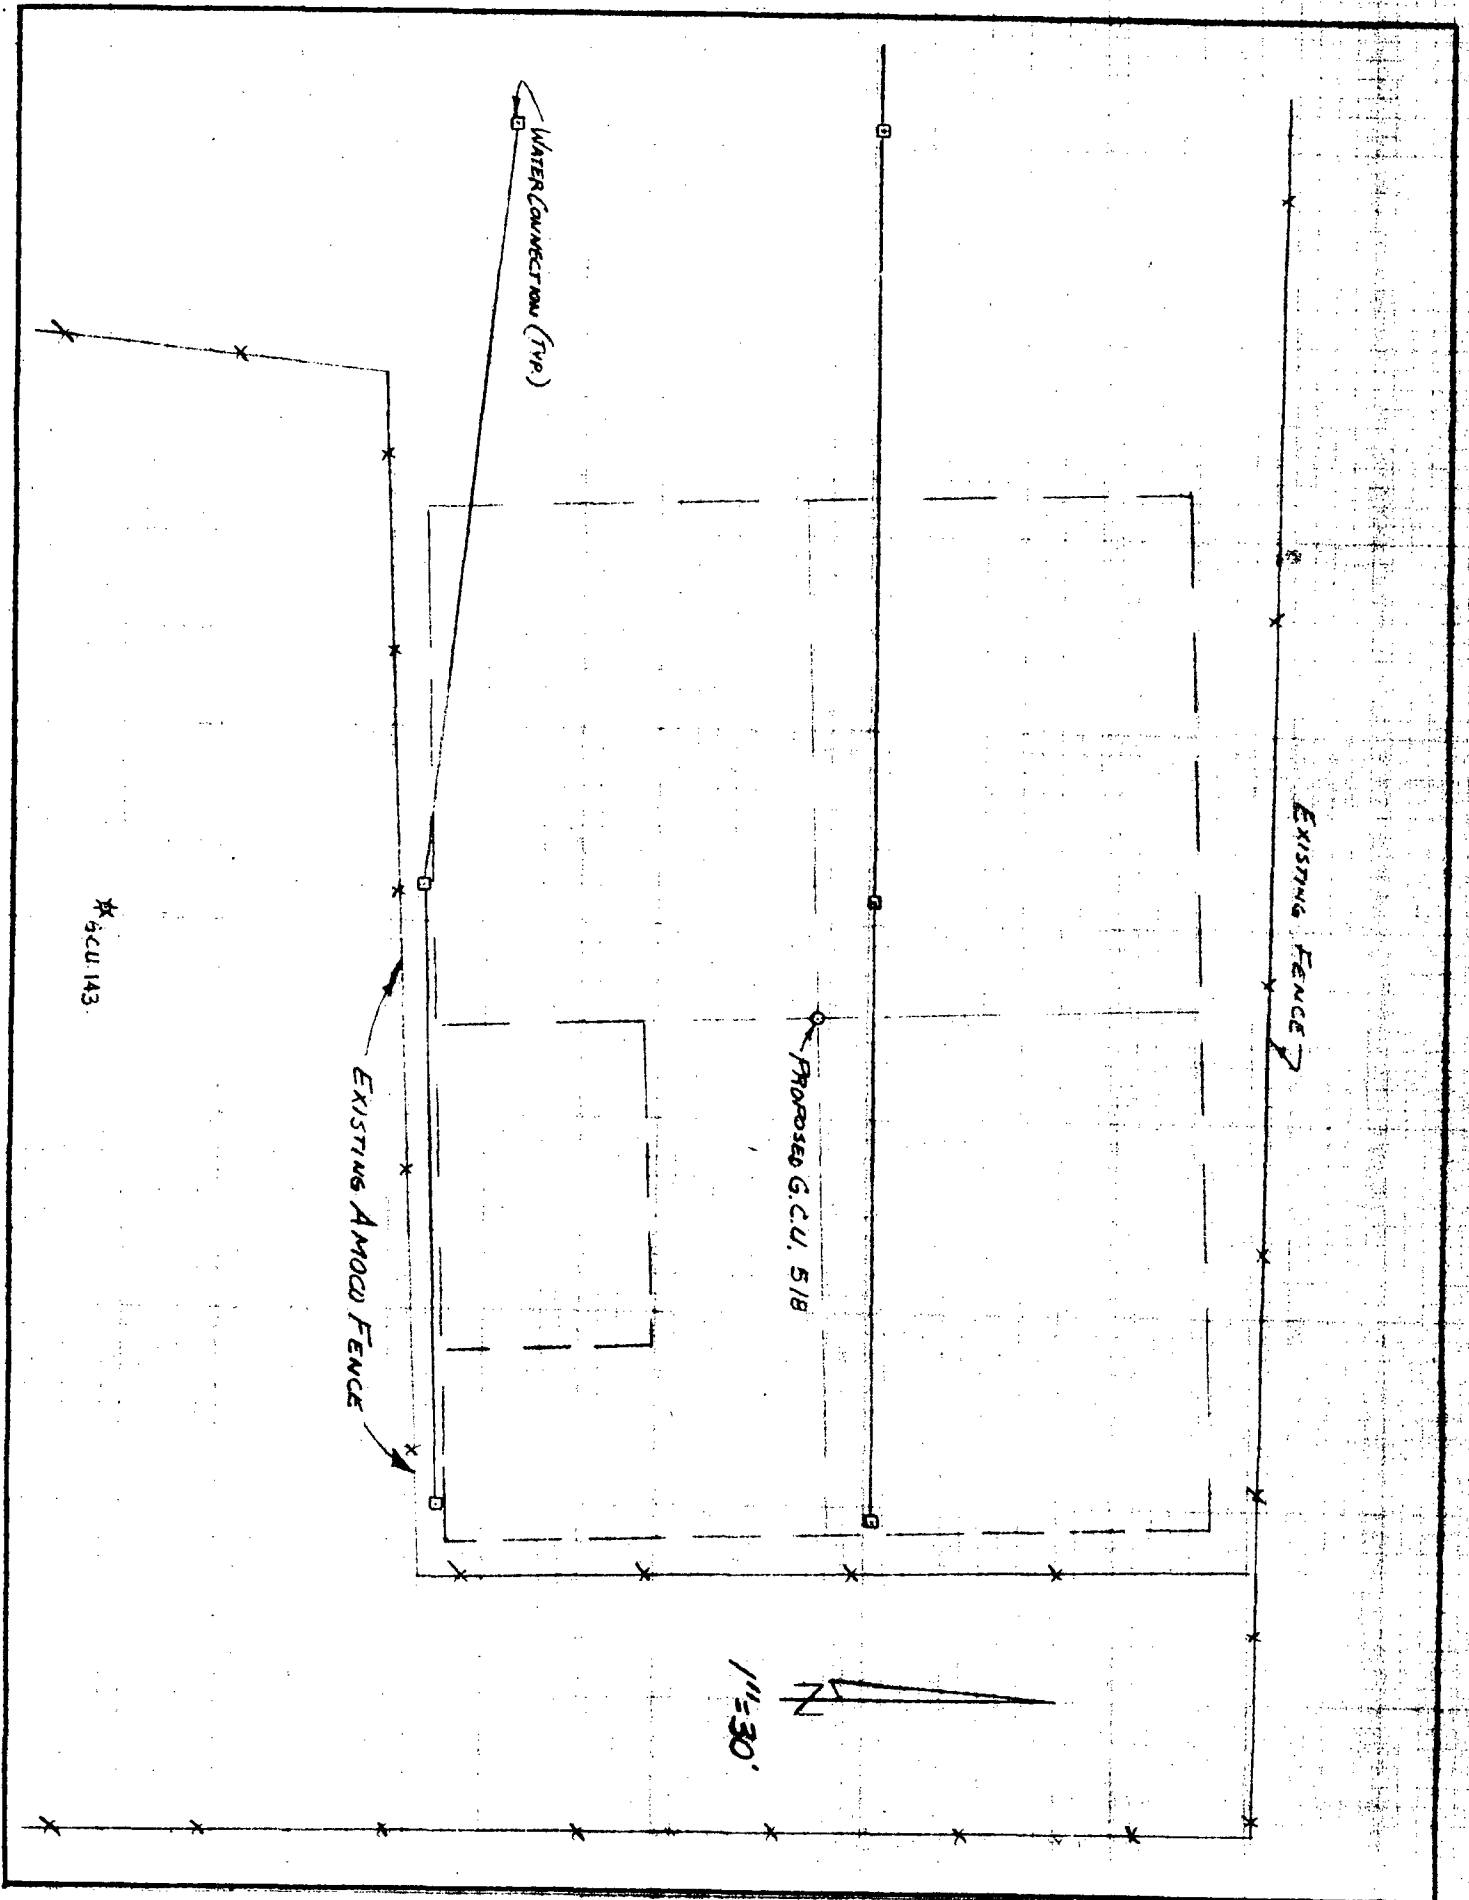 EXISTING FENCE
WATER CONNECTION (TYP.)
PROPOSED G.C.U. 518
EXISTING AMOCO FENCE
G.C.U. 143
N
1"=30'